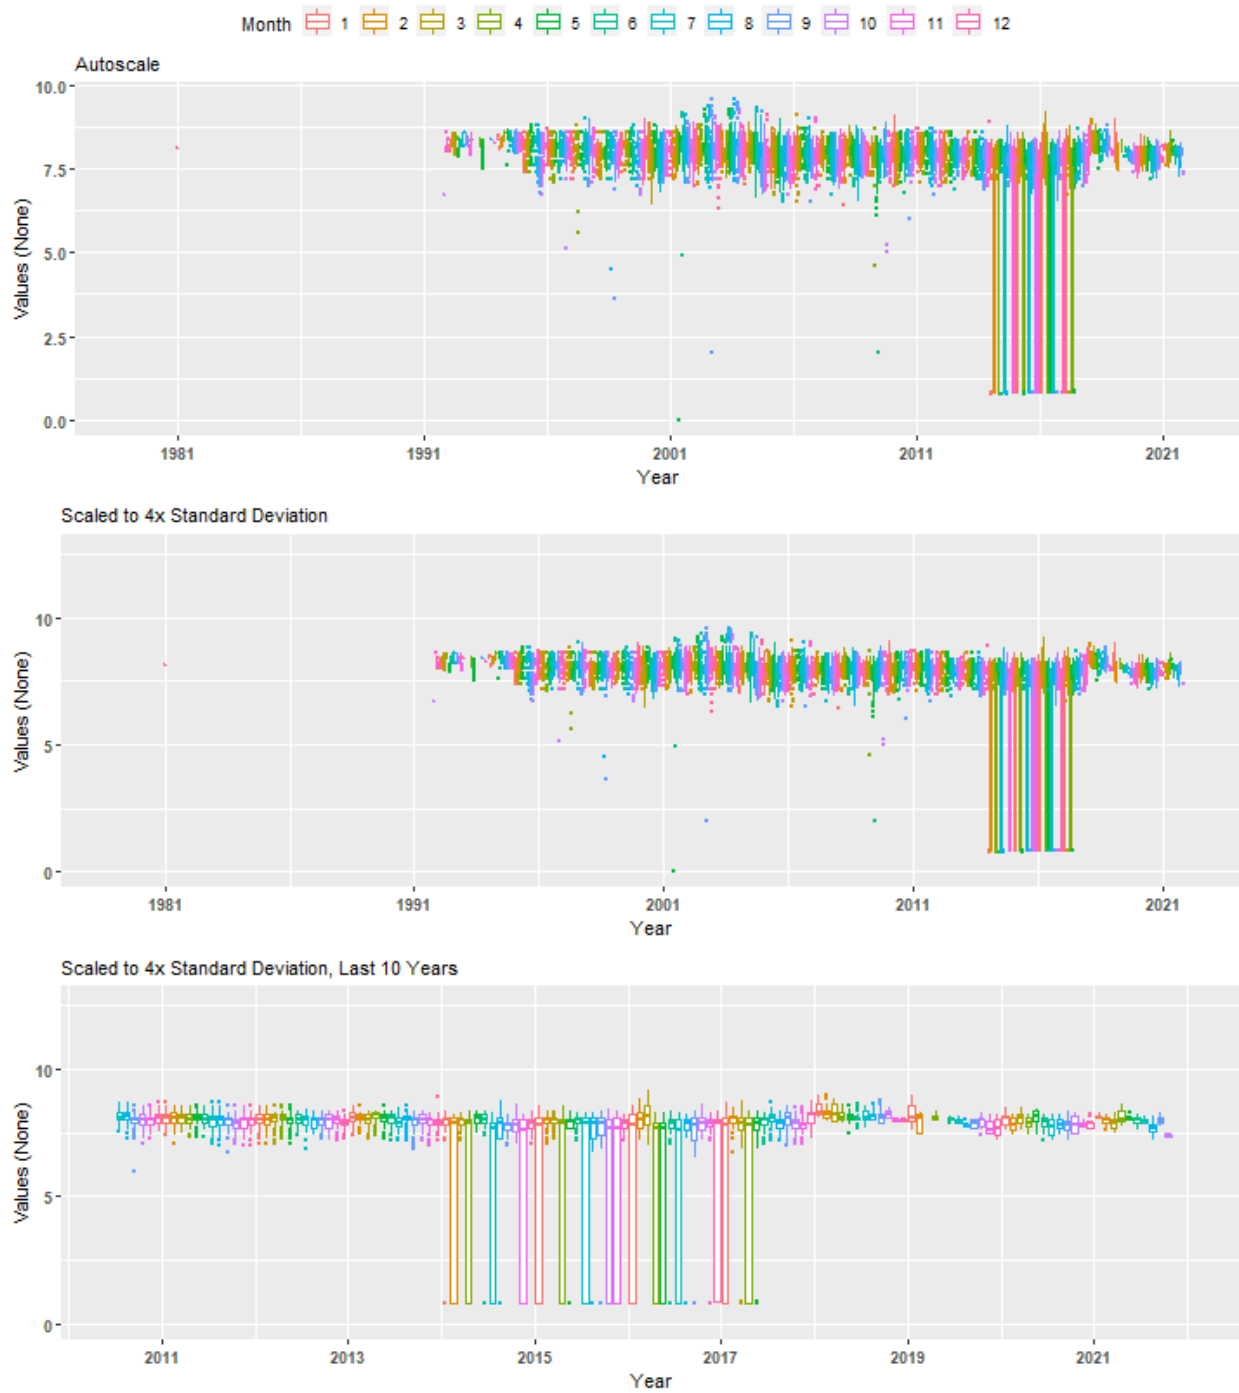 Month 1 2 3 4 5 6 7 8 9 10 11 12
Autoscale
10.0
7.5
5.0
2.5
0.0
Values (None)
1981 1991 2001 2011 2021
Year
Scaled to 4x Standard Deviation
10
5
0
Values (None)
1981 1991 2001 2011 2021
Year
Scaled to 4x Standard Deviation, Last 10 Years
10
5
0
Values (None)
2011 2013 2015 2017 2019 2021
Year